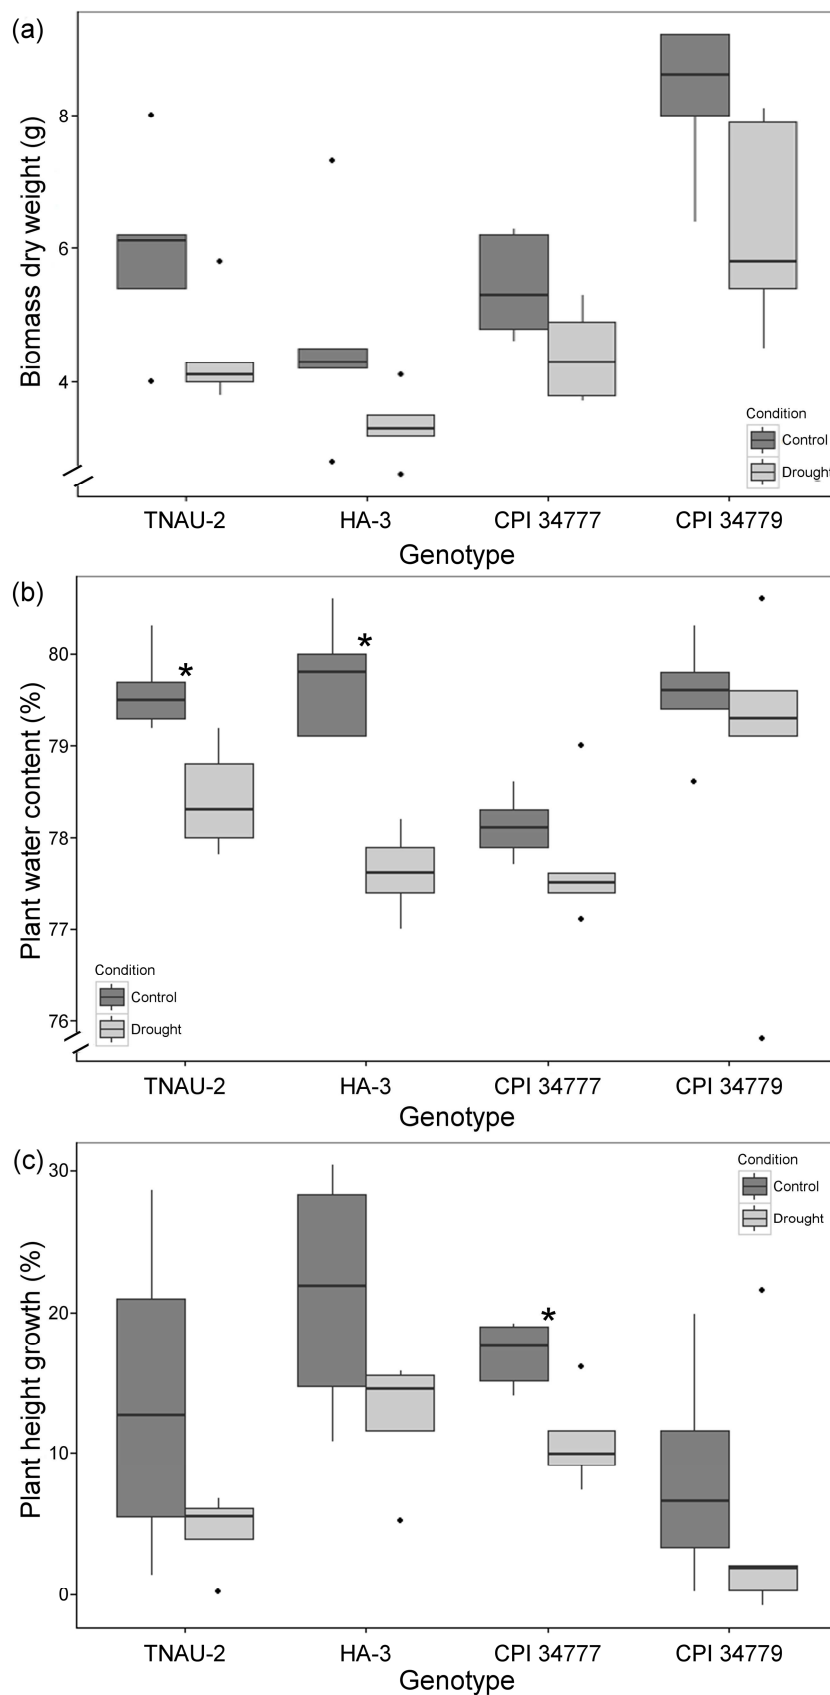 (a)
Biomass dry weight (g)
8
6
4
Condition
Control
Drought
TNAU-2 HA-3 CPI 34777 CPI 34779
Genotype
(b)
Plant water content (%)
80
79
78
77
76
*
*
Condition
Control
Drought
TNAU-2 HA-3 CPI 34777 CPI 34779
Genotype
(c)
Plant height growth (%)
30
20
10
0
*
Condition
Control
Drought
TNAU-2 HA-3 CPI 34777 CPI 34779
Genotype